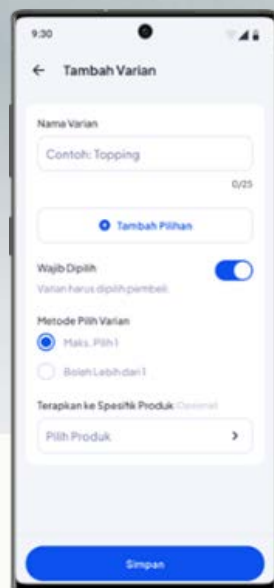 9:30
Tambah Varian
Nama Varian
Contoh: Topping
0/25
Tambah Pilihan
Wajib Dipilih
Varian harus dipilih pembeli.
Metode Pilih Varian
Maks. Pilih 1
Boleh Lebih dari 1
Terapkan ke Spesifik Produk (Opsional)
Pilih Produk
Simpan